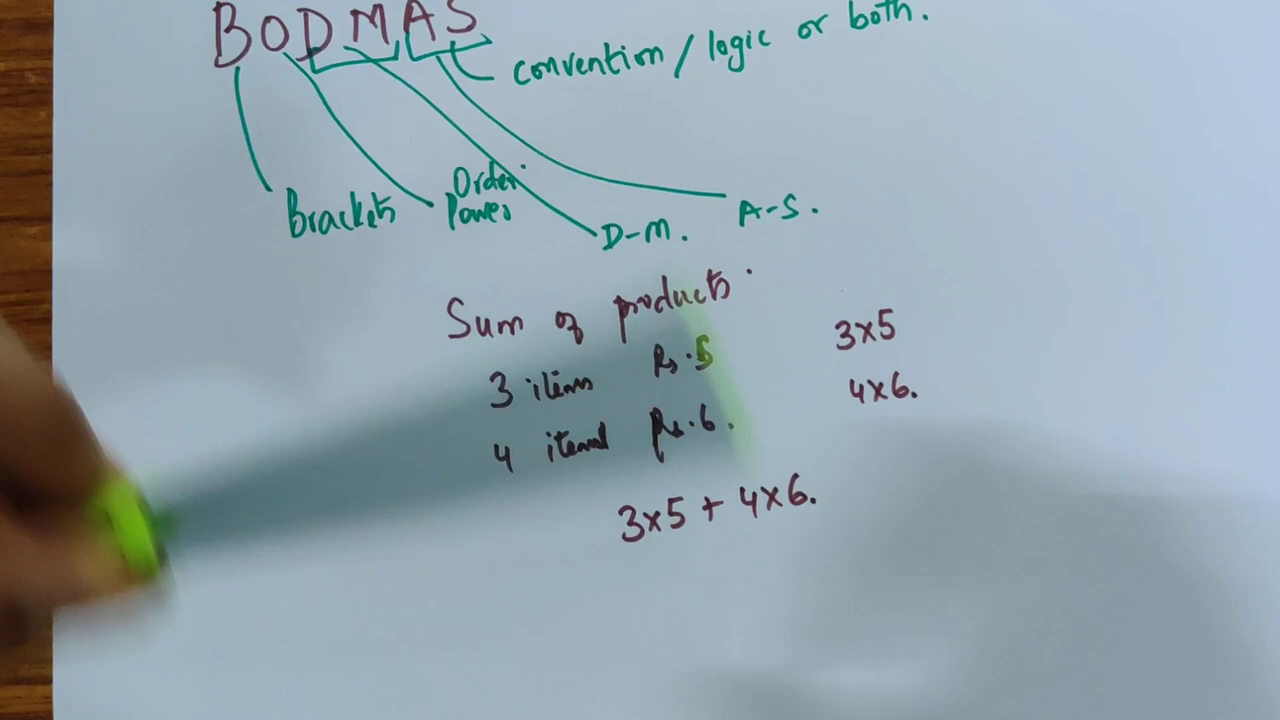 BODMAS
convention / logic or both.
Brackets
Order
Power
D-M.
A-S.
Sum of products
3 items Rs.5
3x5
4 items Rs.6.
4x6.
3x5 + 4x6.